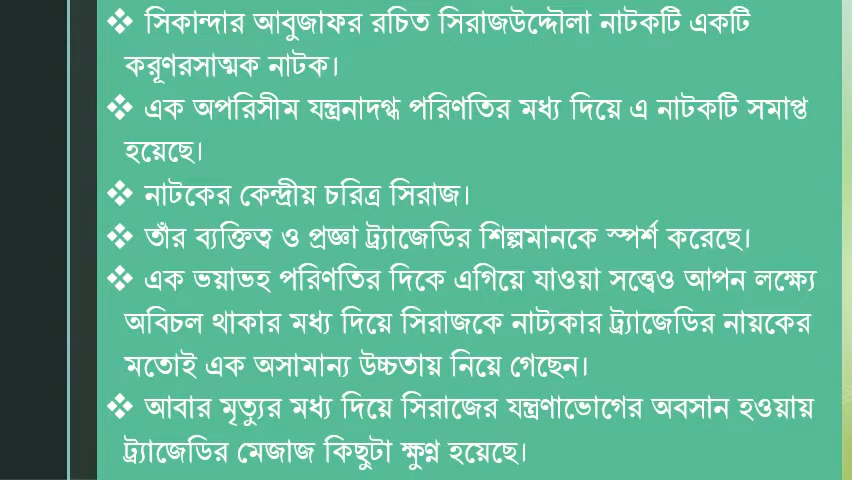 ❖ সিকান্দার আবুজাফর রচিত সিরাজউদ্দৌলা নাটকটি একটি
করূণরসাত্মক নাটক।
❖ এক অপরিসীম যন্ত্রনাদগ্ধ পরিণতির মধ্য দিয়ে এ নাটকটি সমাপ্ত
হয়েছে।
❖ নাটকের কেন্দ্রীয় চরিত্র সিরাজ।
❖ তাঁর ব্যক্তিত্ব ও প্রজ্ঞা ট্র্যাজেডির শিল্পমানকে স্পর্শ করেছে।
❖ এক ভয়াভহ পরিণতির দিকে এগিয়ে যাওয়া সত্ত্বেও আপন লক্ষ্যে
অবিচল থাকার মধ্য দিয়ে সিরাজকে নাট্যকার ট্র্যাজেডির নায়কের
মতোই এক অসামান্য উচ্চতায় নিয়ে গেছেন।
❖ আবার মৃত্যুর মধ্য দিয়ে সিরাজের যন্ত্রণাভোগের অবসান হওয়ায়
ট্র্যাজেডির মেজাজ কিছুটা ক্ষুণ্ন হয়েছে।